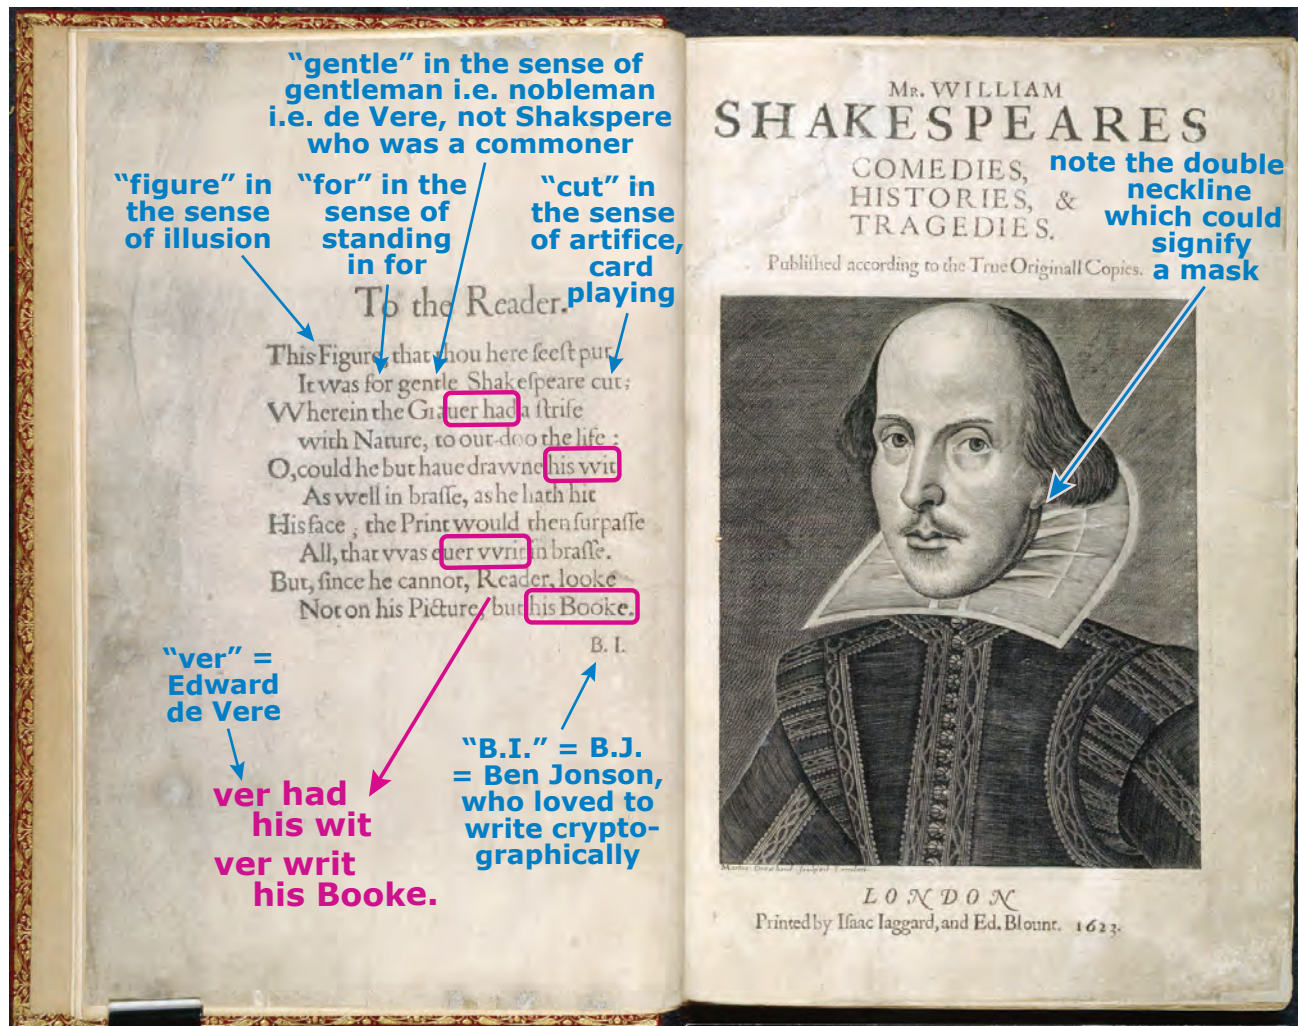 “gentle” in the sense of
gentleman i.e. nobleman
i.e. de Vere, not Shakspere
who was a commoner
“figure” in
the sense
of illusion
“for” in the
sense of
standing
in for
“cut” in
the sense
of artifice,
card
playing
To the Reader.
This Figure, that thou here ſeeſt put,
It was for gentle Shakeſpeare cut;
Wherein the Grauer had a ſtrife
with Nature, to out-doo the life :
O, could he but haue dravvne his vvit
As well in braſſe, as he hath hit
His face ; the Print would then ſurpaſſe
All, that vvas euer vvrit in braſſe.
But, ſince he cannot, Reader, looke
Not on his Picture, but his Booke.
B. I.
“ver” =
Edward
de Vere
ver had
his wit
ver writ
his Booke.
“B.I.” = B.J.
= Ben Jonson,
who loved to
write crypto-
graphically
Mr. VVILLIAM
SHAKESPEARES
COMEDIES,
HISTORIES, &
TRAGEDIES.
Publiſhed according to the True Originall Copies.
note the double
neckline
which could
signify
a mask
Martin Droeshout sculpsit London.
LONDON
Printed by Iſaac Iaggard, and Ed. Blount. 1623.